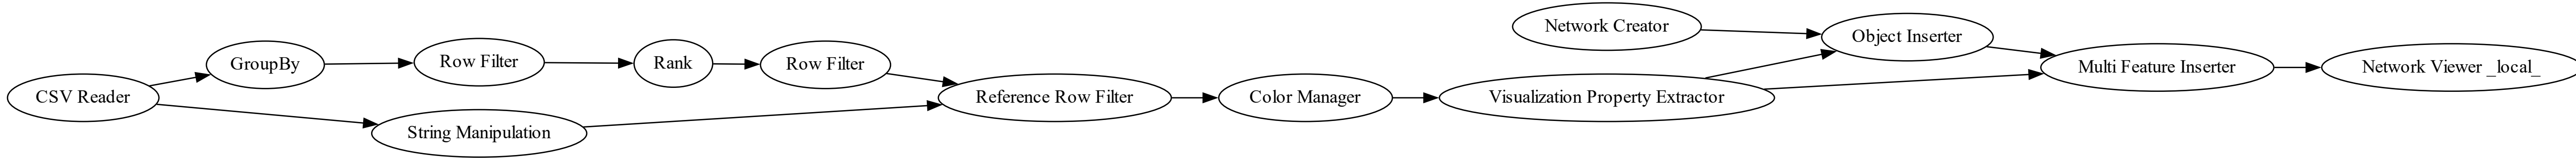 CSV Reader
GroupBy
Row Filter
Rank
Row Filter
String Manipulation
Reference Row Filter
Color Manager
Visualization Property Extractor
Network Creator
Object Inserter
Multi Feature Inserter
Network Viewer _local_